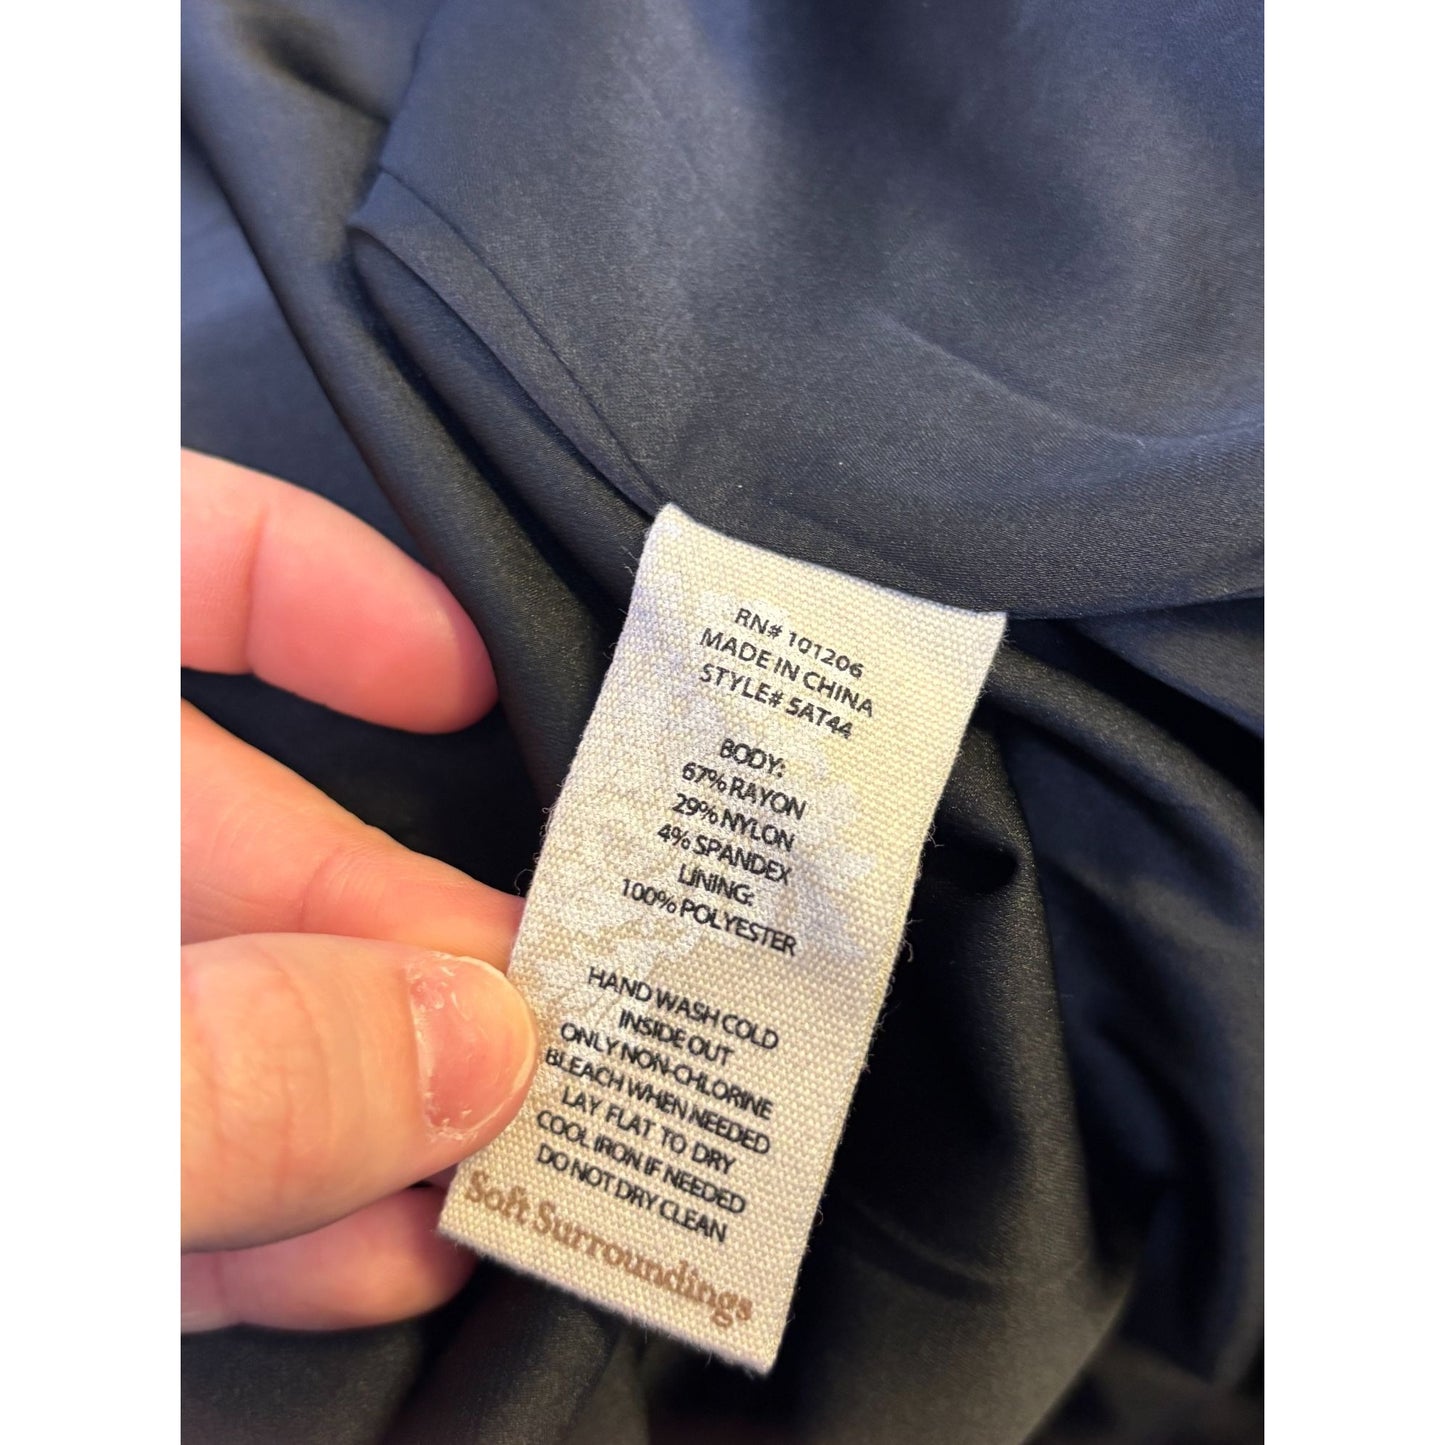 RN# 101206
MADE IN CHINA
STYLE# 5AT44
BODY:
67% RAYON
29% NYLON
4% SPANDEX
LINING:
100% POLYESTER
HAND WASH COLD
INSIDE OUT
ONLY NON-CHLORINE
BLEACH WHEN NEEDED
LAY FLAT TO DRY
COOL IRON IF NEEDED
DO NOT DRY CLEAN
Soft Surroundings